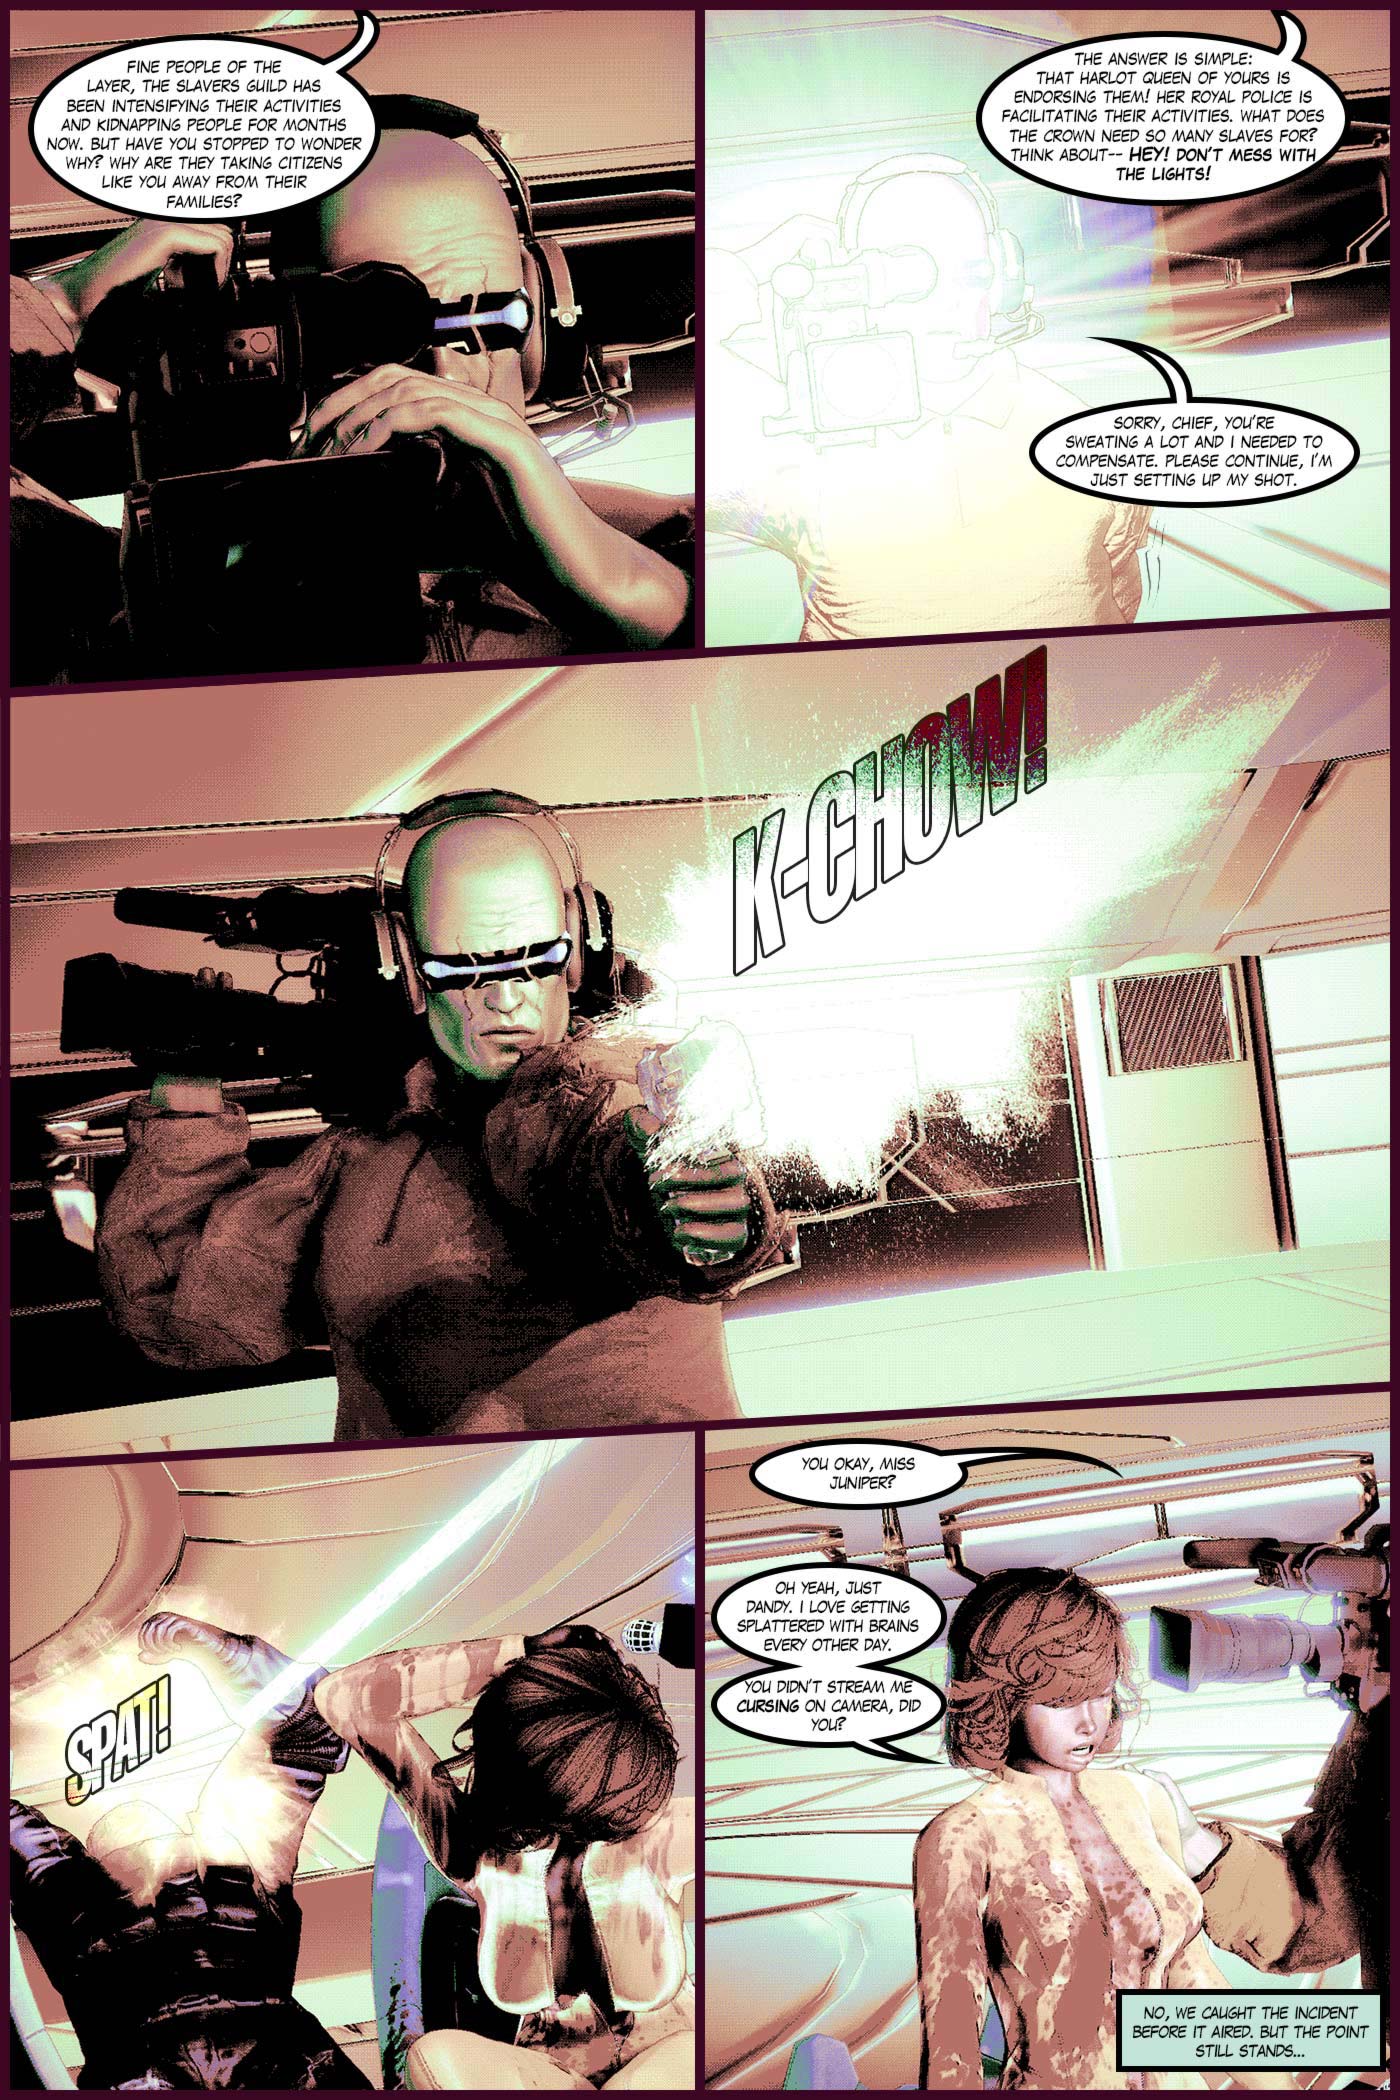 FINE PEOPLE OF THE
LAYER, THE SLAVERS GUILD HAS
BEEN INTENSIFYING THEIR ACTIVITIES
AND KIDNAPPING PEOPLE FOR MONTHS
NOW. BUT HAVE YOU STOPPED TO WONDER
WHY? WHY ARE THEY TAKING CITIZENS
LIKE YOU AWAY FROM THEIR
FAMILIES?
THE ANSWER IS SIMPLE:
THAT HARLOT QUEEN OF YOURS IS
ENDORSING THEM! HER ROYAL POLICE IS
FACILITATING THEIR ACTIVITIES. WHAT DOES
THE CROWN NEED SO MANY SLAVES FOR?
THINK ABOUT-- HEY! DON'T MESS WITH
THE LIGHTS!
SORRY, CHIEF, YOU'RE
SWEATING A LOT AND I NEEDED TO
COMPENSATE. PLEASE CONTINUE, I'M
JUST SETTING UP MY SHOT.
K-CHOW!
SPAT!
YOU OKAY, MISS
JUNIPER?
OH YEAH, JUST
DANDY. I LOVE GETTING
SPLATTERED WITH BRAINS
EVERY OTHER DAY.
YOU DIDN'T STREAM ME
CURSING ON CAMERA, DID
YOU?
NO, WE CAUGHT THE INCIDENT
BEFORE IT AIRED. BUT THE POINT
STILL STANDS...